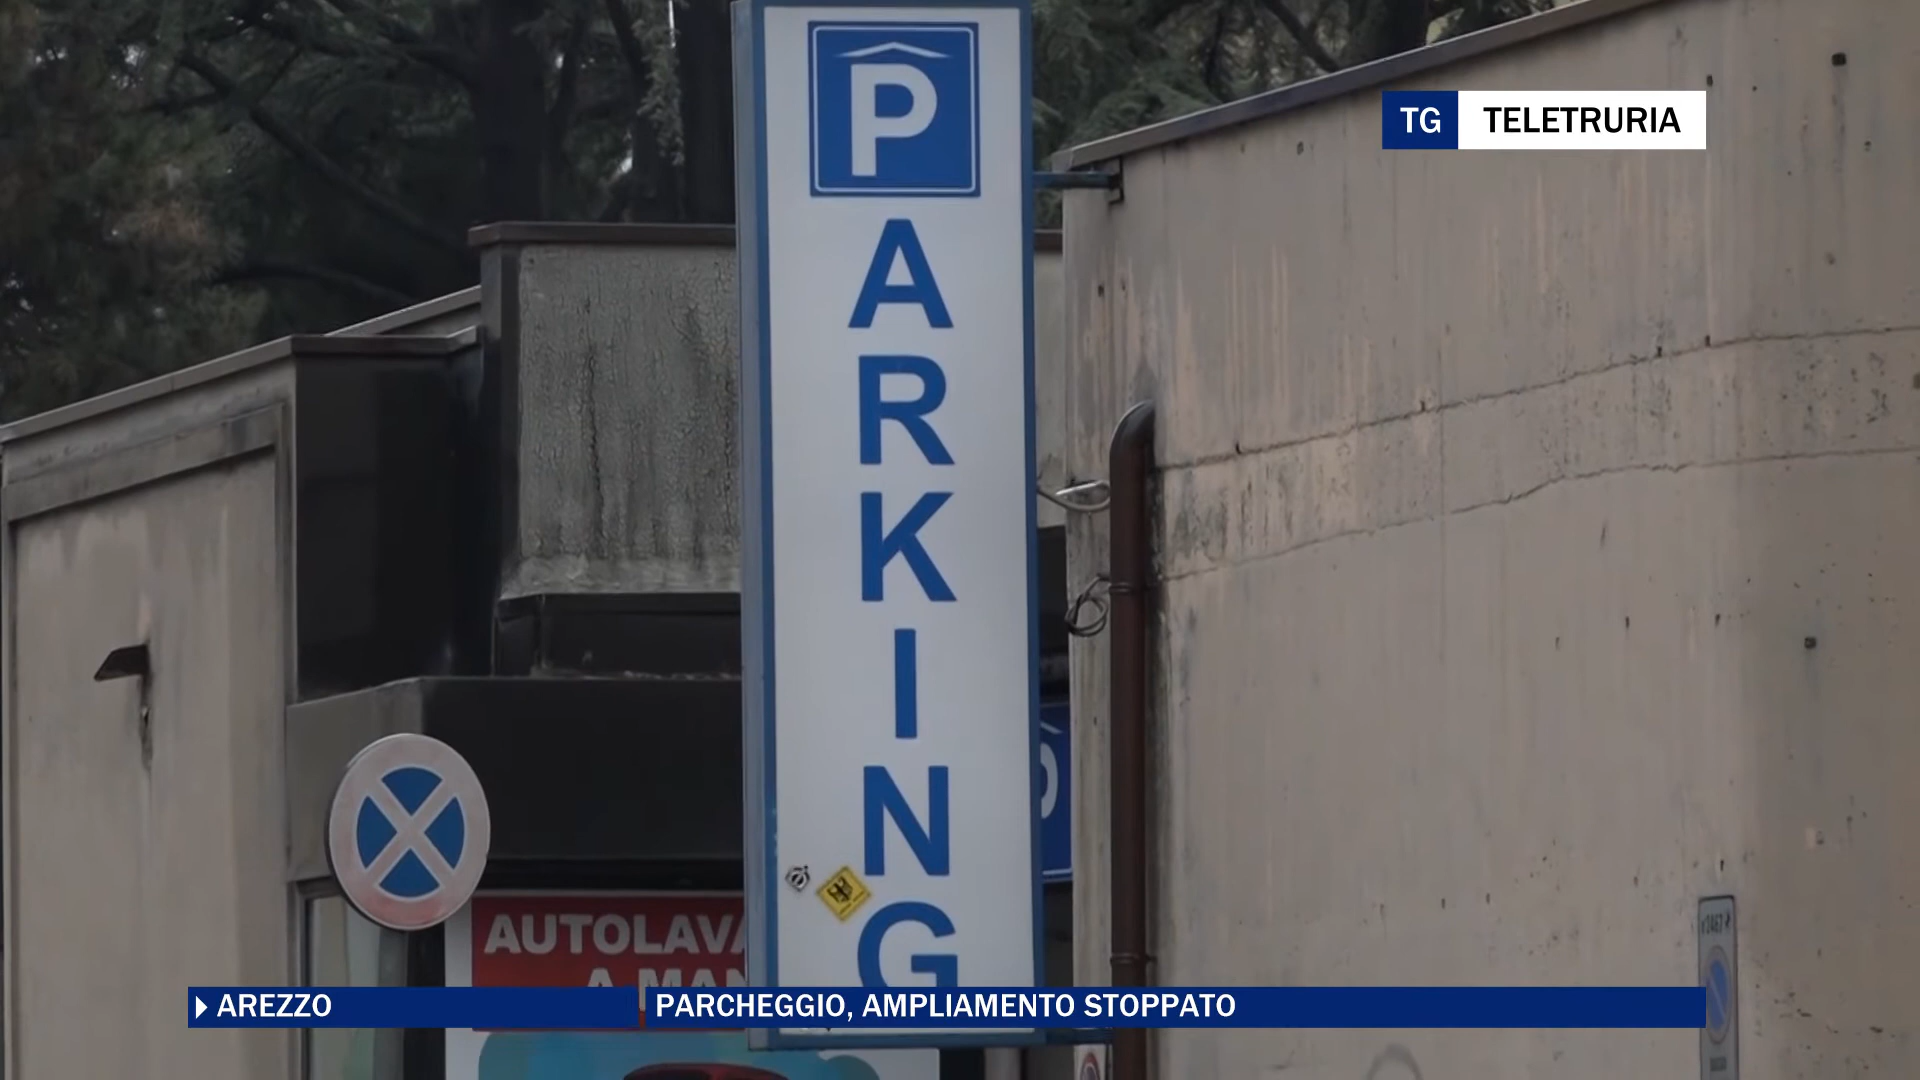 P
PARKING
TG TELETRURIA
AUTOLAVA
A MAN
AREZZO
PARCHEGGIO, AMPLIAMENTO STOPPATO